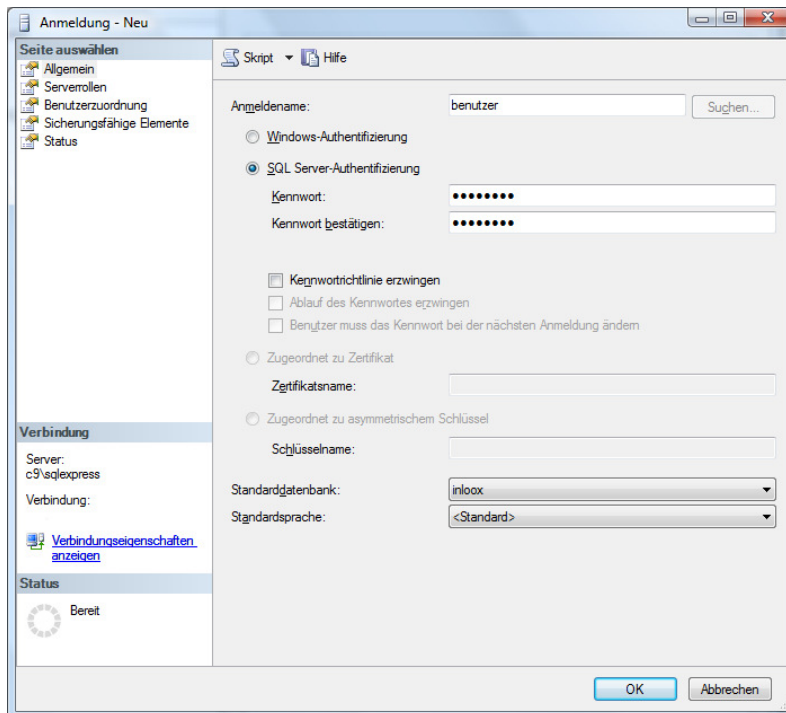 Anmeldung - Neu
Seite auswählen
Allgemein
Serverrollen
Benutzerzuordnung
Sicherungsfähige Elemente
Status
Skript
Hilfe
Anmeldename:
benutzer
Suchen...
Windows-Authentifizierung
SQL Server-Authentifizierung
Kennwort:
●●●●●●●●
Kennwort bestätigen:
●●●●●●●●
Kennwortrichtlinie erzwingen
Ablauf des Kennwortes erzwingen
Benutzer muss das Kennwort bei der nächsten Anmeldung ändern
Zugeordnet zu Zertifikat
Zertifikatsname:
Zugeordnet zu asymmetrischem Schlüssel
Schlüsselname:
Standarddatenbank:
inloox
Standardsprache:
<Standard>
Verbindung
Server:
c9\sqlexpress
Verbindung:
Verbindungseigenschaften
anzeigen
Status
Bereit
OK
Abbrechen